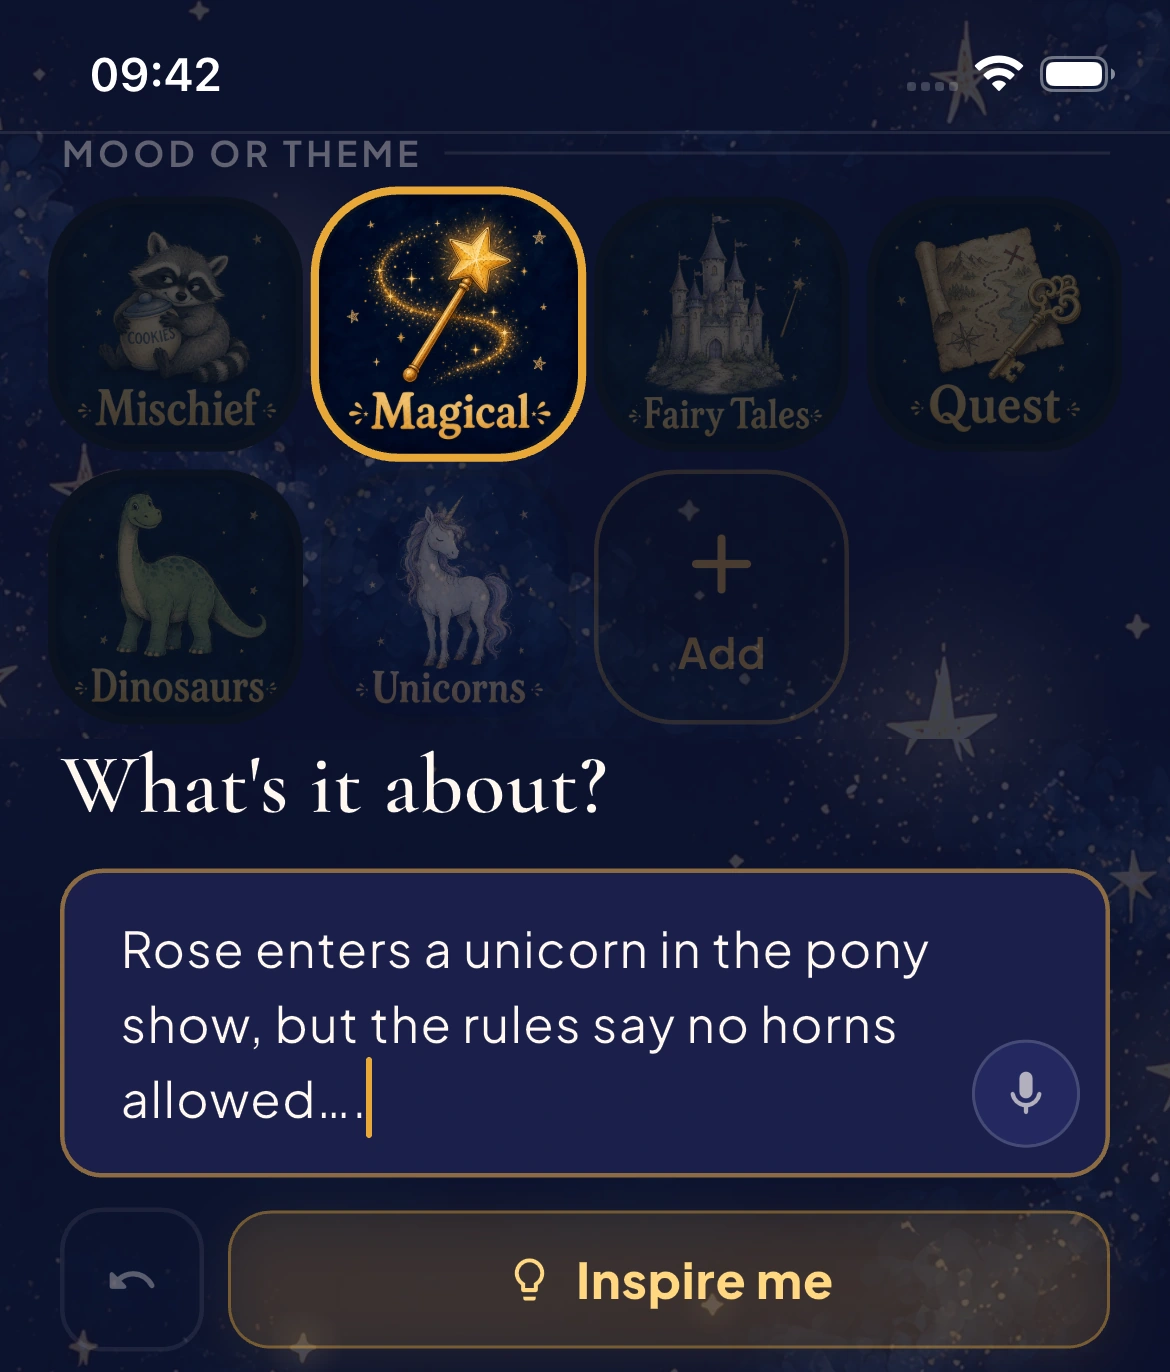 09:42
MOOD OR THEME
COOKIES
Mischief
Magical
Fairy Tales
Quest
Dinosaurs
Unicorns
Add
What's it about?
Rose enters a unicorn in the pony
show, but the rules say no horns
allowed….
Inspire me